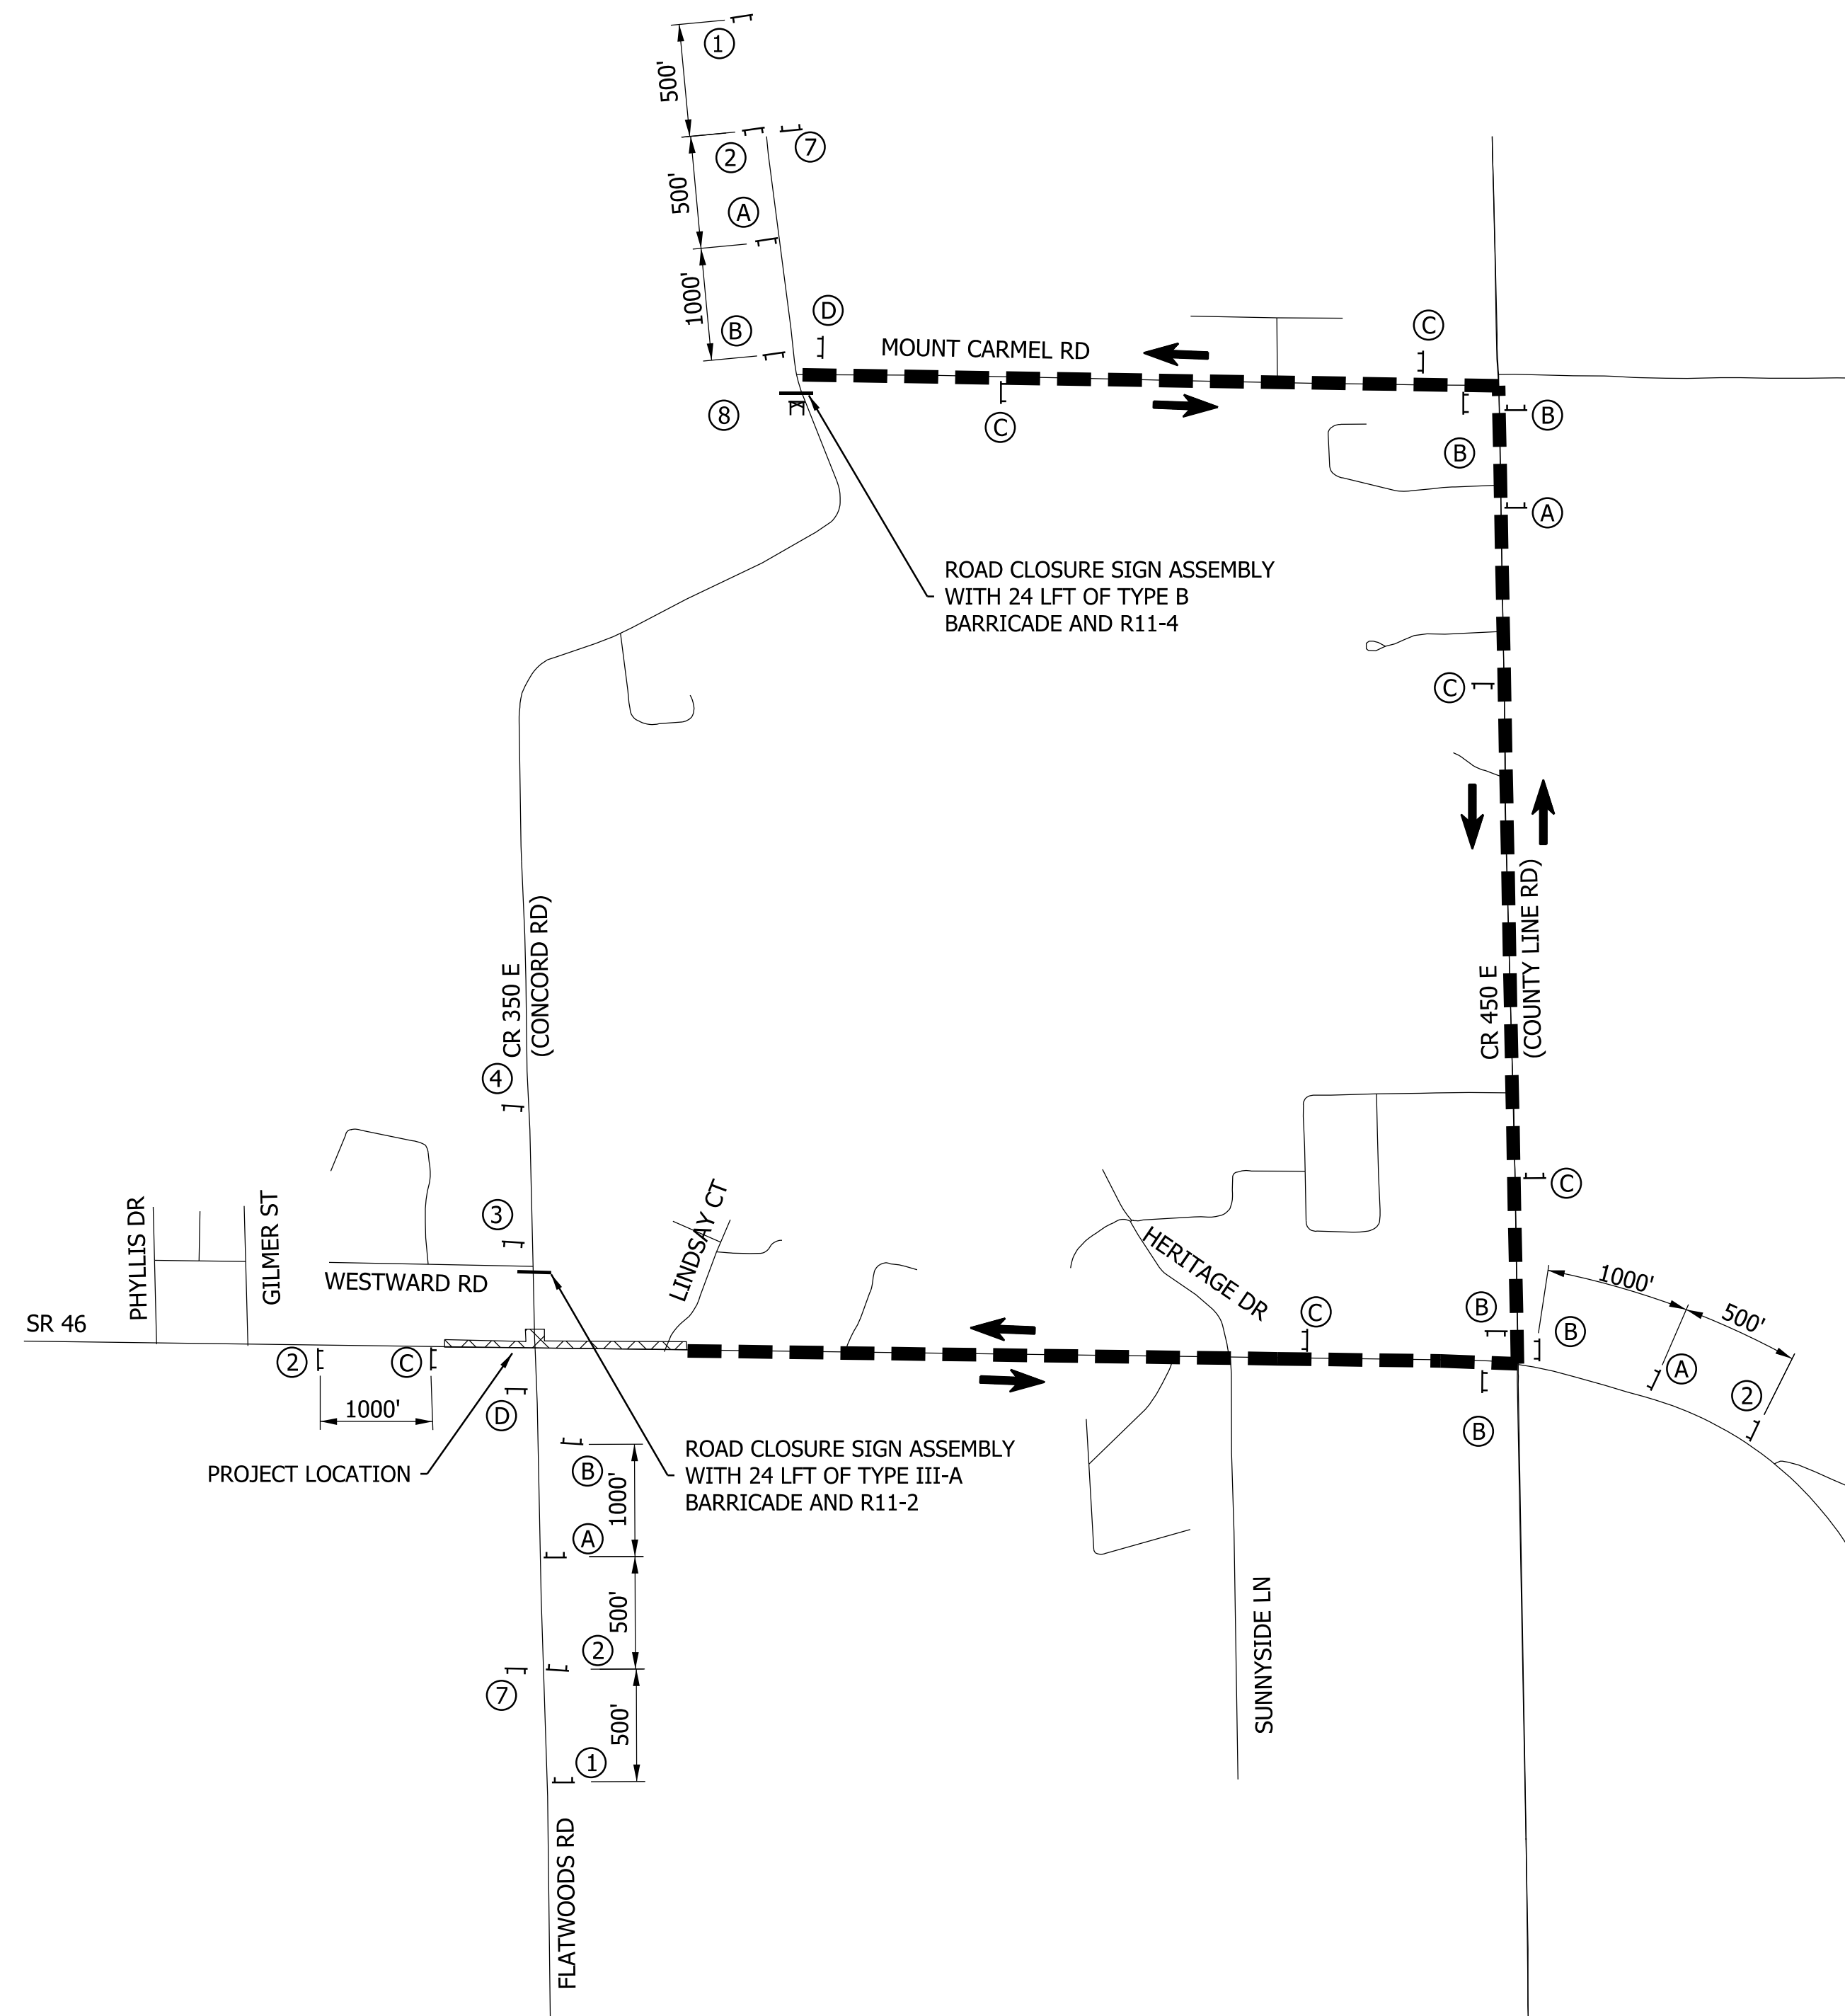 1
500'
2
7
500'
A
1000'
B
D
C
MOUNT CARMEL RD
8
C
B
B
A
ROAD CLOSURE SIGN ASSEMBLY
WITH 24 LFT OF TYPE B
BARRICADE AND R11-4
C
CR 350 E
(CONCORD RD)
CR 450 E
(COUNTY LINE RD)
4
3
C
PHYLLIS DR
GILMER ST
WESTWARD RD
LINDSAY CT
HERITAGE DR
1000'
500'
SR 46
C
B
B
2
C
A
2
1000'
D
B
PROJECT LOCATION
B
1000'
ROAD CLOSURE SIGN ASSEMBLY
WITH 24 LFT OF TYPE III-A
BARRICADE AND R11-2
A
500'
2
7
500'
1
SUNNYSIDE LN
FLATWOODS RD